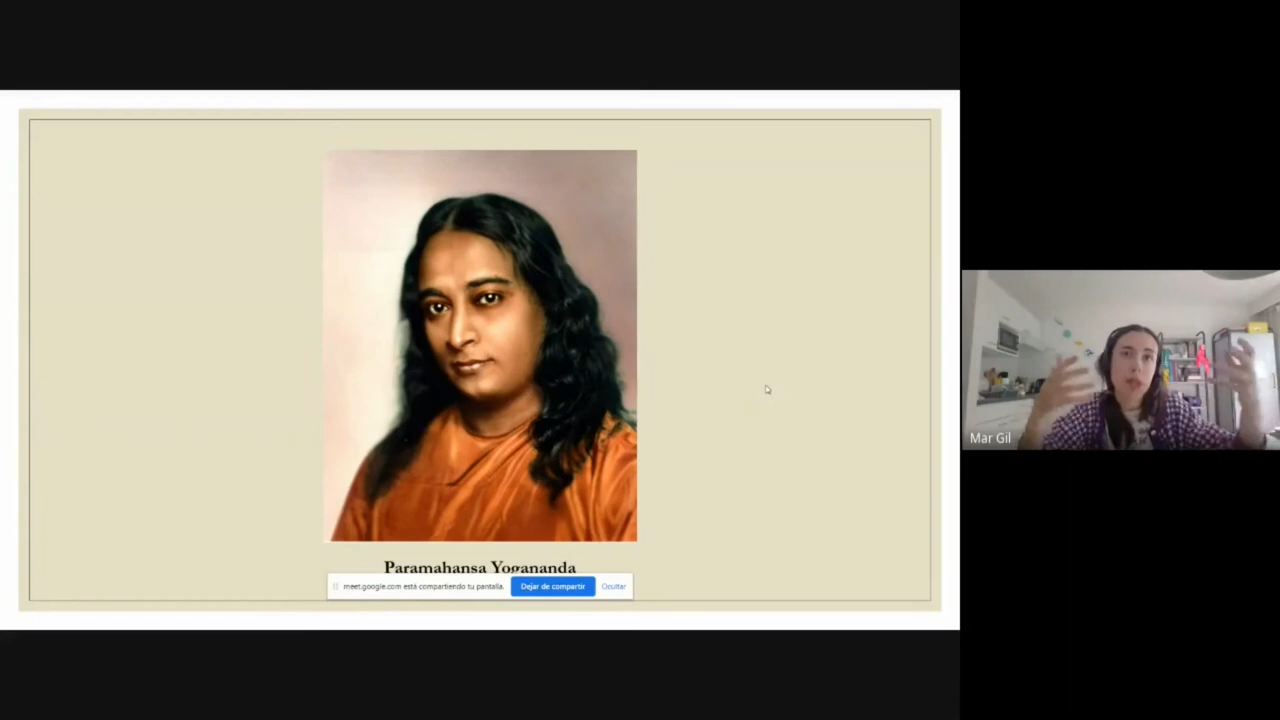 Paramahansa Yogananda
meet.google.com está compartiendo tu pantalla.
Dejar de compartir
Ocultar
Mar Gil